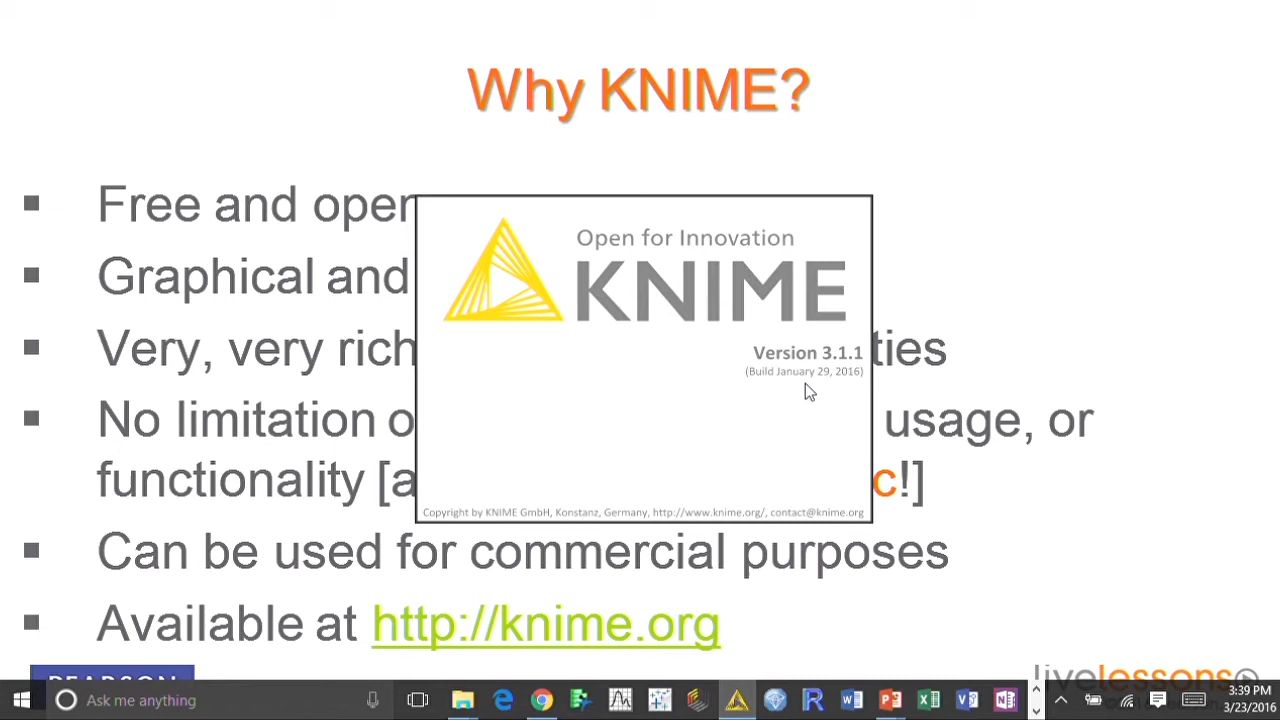 Why KNIME?
Free and open
Graphical and
Very, very rich
ties
No limitation o
usage, or
functionality [a
c!]
Can be used for commercial purposes
Available at http://knime.org
Open for Innovation
KNIME
Version 3.1.1
(Build January 29, 2016)
Copyright by KNIME GmbH, Konstanz, Germany, http://www.knime.org/, contact@knime.org
PEARSON
livelessons
Ask me anything
3:39 PM
3/23/2016